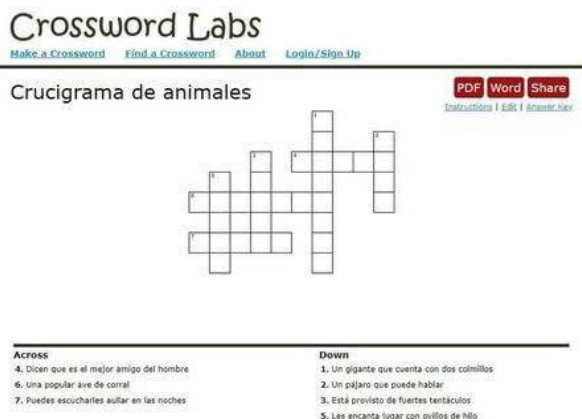 Crossword Labs
Make a Crossword Find a Crossword About Login/Sign Up
Crucigrama de animales
PDF Word Share
Instructions | Edit | Answer Key
1
2
3 4
5
6
7
Across
4. Dicen que es el mejor amigo del hombre
6. Una popular ave de corral
7. Puedes escucharles aullar en las noches
Down
1. Un gigante que cuenta con dos colmillos
2. Un pájaro que puede hablar
3. Está provisto de fuertes tentáculos
5. Les encanta jugar con ovillos de hilo